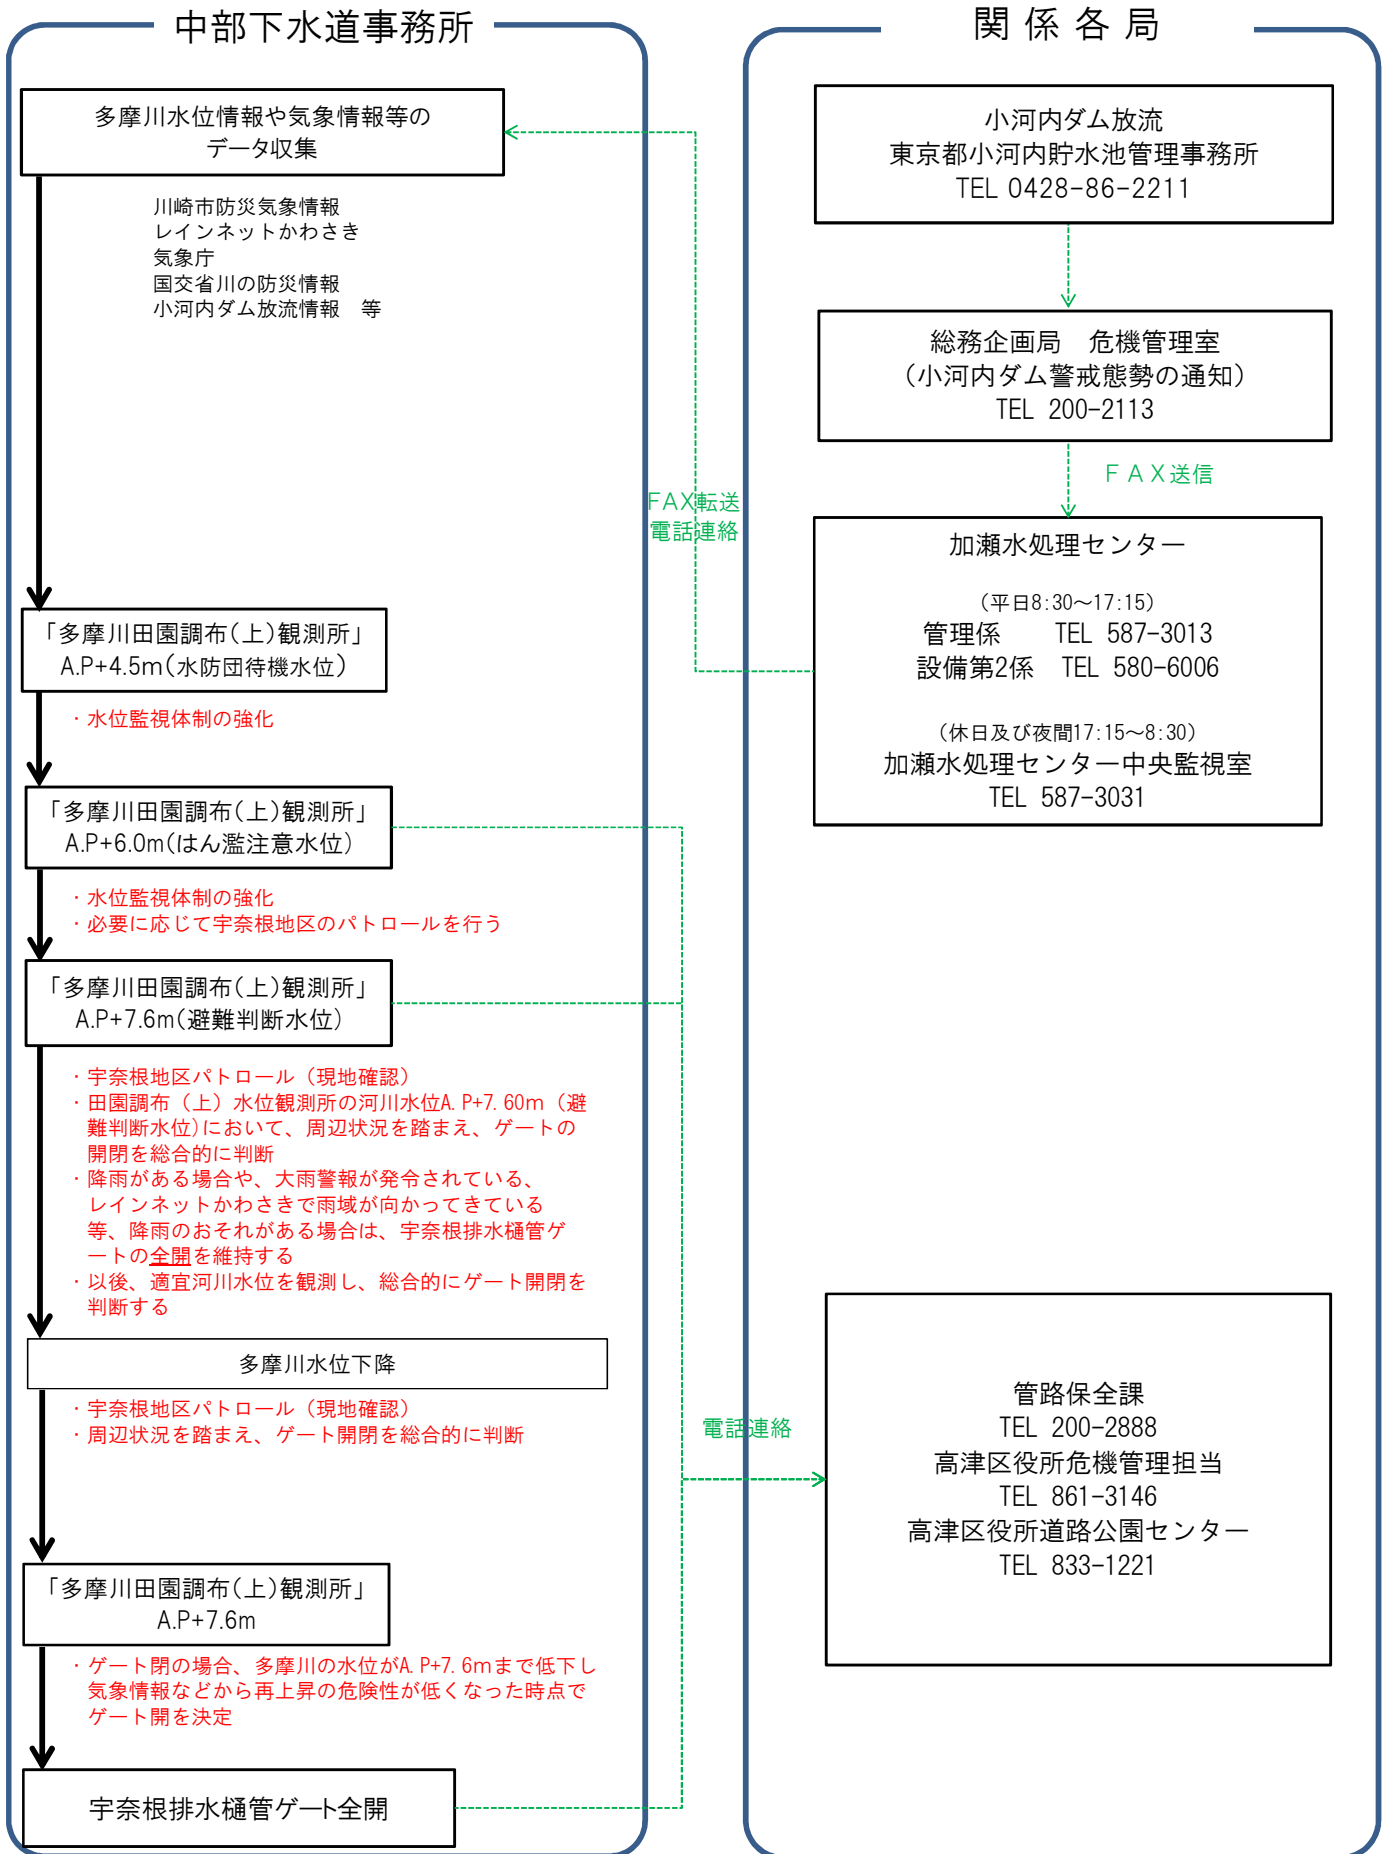 中部下水道事務所
多摩川水位情報や気象情報等の
データ収集
川崎市防災気象情報
レインネットかわさき
気象庁
国交省川の防災情報
小河内ダム放流情報　等
「多摩川田園調布(上)観測所」
A.P+4.5m(水防団待機水位)
・水位監視体制の強化
「多摩川田園調布(上)観測所」
A.P+6.0m(はん濫注意水位)
・水位監視体制の強化
・必要に応じて宇奈根地区のパトロールを行う
「多摩川田園調布(上)観測所」
A.P+7.6m(避難判断水位)
・宇奈根地区パトロール（現地確認）
・田園調布（上）水位観測所の河川水位A.P+7.60m（避
難判断水位)において、周辺状況を踏まえ、ゲートの
開閉を総合的に判断
・降雨がある場合や、大雨警報が発令されている、
レインネットかわさきで雨域が向かってきている
等、降雨のおそれがある場合は、宇奈根排水樋管ゲ
ートの全開を維持する
・以後、適宜河川水位を観測し、総合的にゲート開閉を
判断する
多摩川水位下降
・宇奈根地区パトロール（現地確認）
・周辺状況を踏まえ、ゲート開閉を総合的に判断
「多摩川田園調布(上)観測所」
A.P+7.6m
・ゲート閉の場合、多摩川の水位がA.P+7.6mまで低下し
気象情報などから再上昇の危険性が低くなった時点で
ゲート開を決定
宇奈根排水樋管ゲート全開
FAX転送
電話連絡
電話連絡
関係各局
小河内ダム放流
東京都小河内貯水池管理事務所
TEL 0428-86-2211
総務企画局　危機管理室
（小河内ダム警戒態勢の通知）
TEL 200-2113
ＦＡＸ送信
加瀬水処理センター
（平日8:30～17:15）
管理係　　TEL 587-3013
設備第2係　TEL 580-6006
（休日及び夜間17:15～8:30）
加瀬水処理センター中央監視室
TEL 587-3031
管路保全課
TEL 200-2888
高津区役所危機管理担当
TEL 861-3146
高津区役所道路公園センター
TEL 833-1221